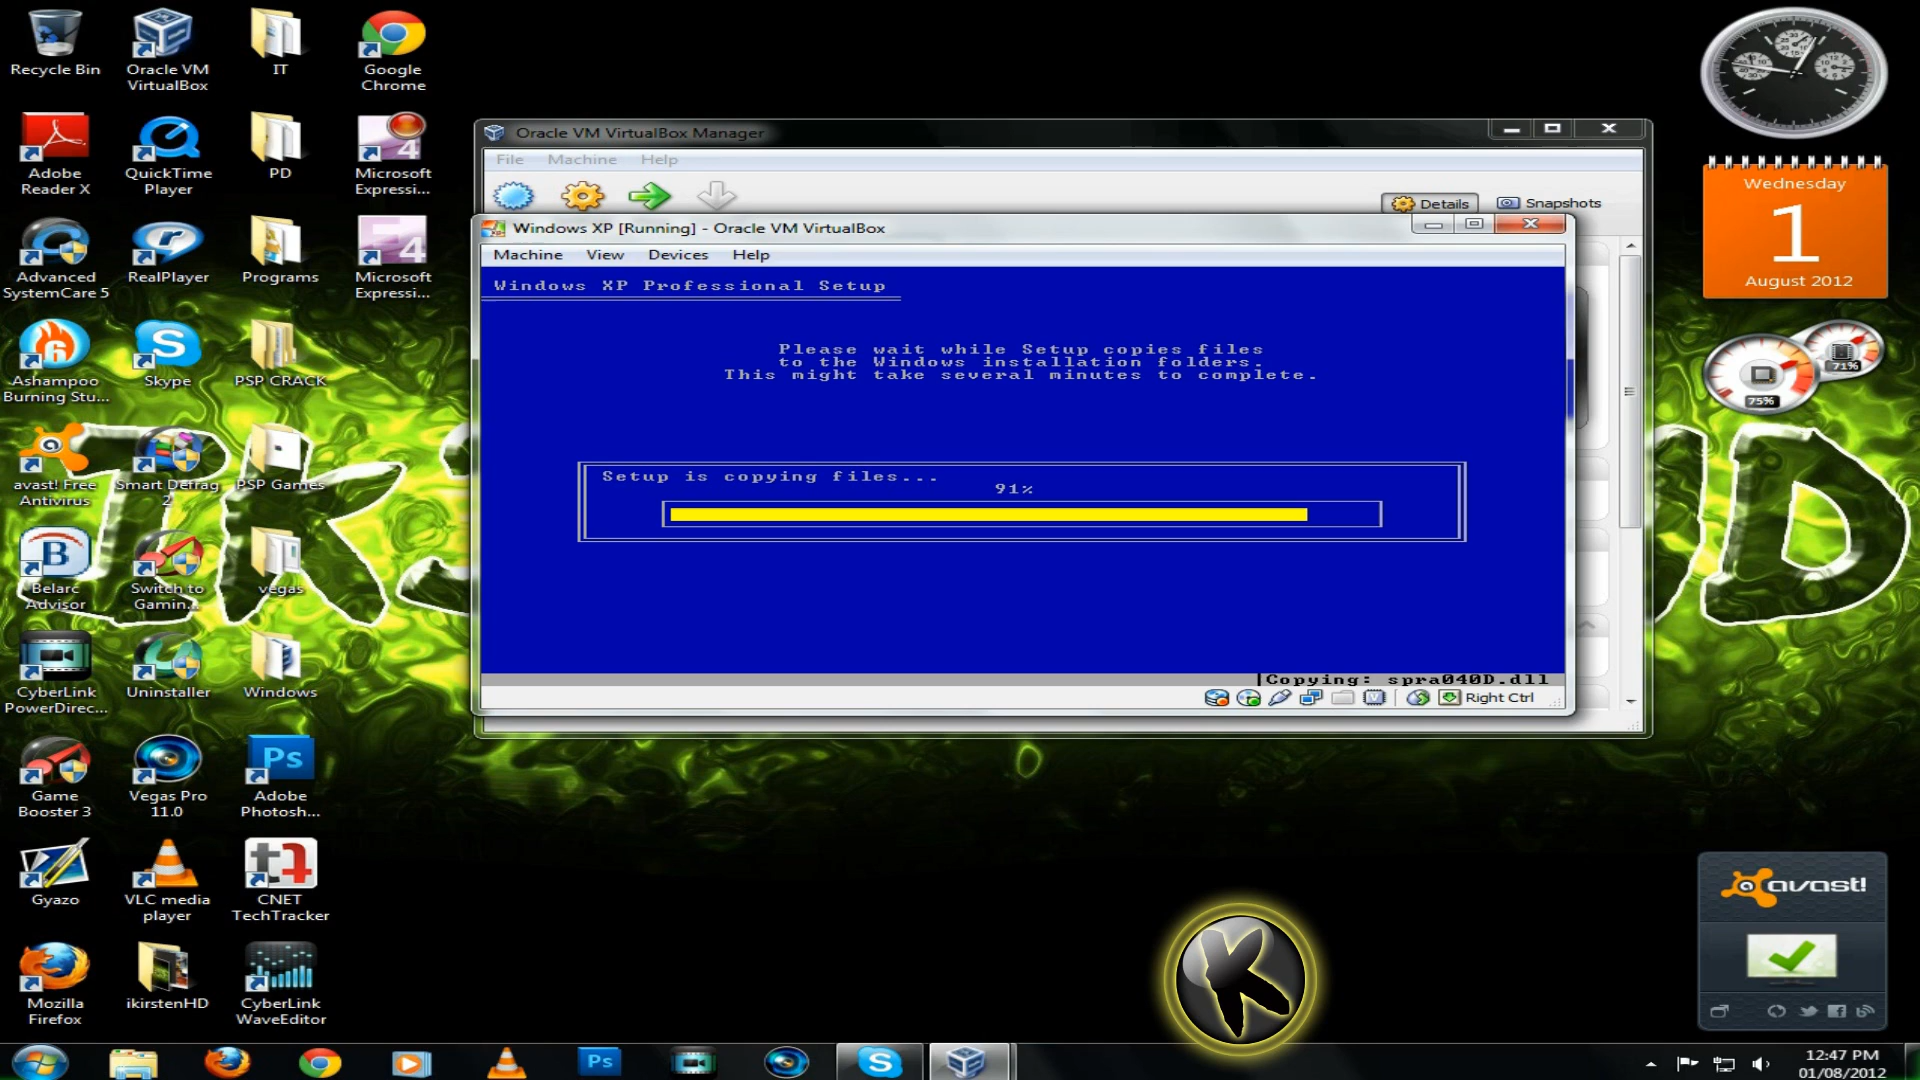 Recycle Bin
Oracle VM
VirtualBox
IT
Google
Chrome
Adobe
Reader X
QuickTime
Player
PD
Microsoft
Expressi...
Advanced
SystemCare 5
RealPlayer
Programs
Microsoft
Expressi...
Ashampoo
Burning Stu...
Skype
PSP CRACK
avast! Free
Antivirus
Smart Defrag
2
PSP Games
Belarc
Advisor
Switch to
Gamin...
vegas
CyberLink
PowerDirec...
Uninstaller
Windows
Game
Booster 3
Vegas Pro
11.0
Adobe
Photosh...
Gyazo
VLC media
player
CNET
TechTracker
Mozilla
Firefox
ikirstenHD
CyberLink
WaveEditor
Oracle VM VirtualBox Manager
File Machine Help
Details Snapshots
Windows XP [Running] - Oracle VM VirtualBox
Machine View Devices Help
Windows XP Professional Setup
Please wait while Setup copies files
to the Windows installation folders.
This might take several minutes to complete.
Setup is copying files...
91%
Copying: spra040D.dll
Right Ctrl
Wednesday
1
August 2012
75%
71%
avast!
K
Ps
12:47 PM
01/08/2012